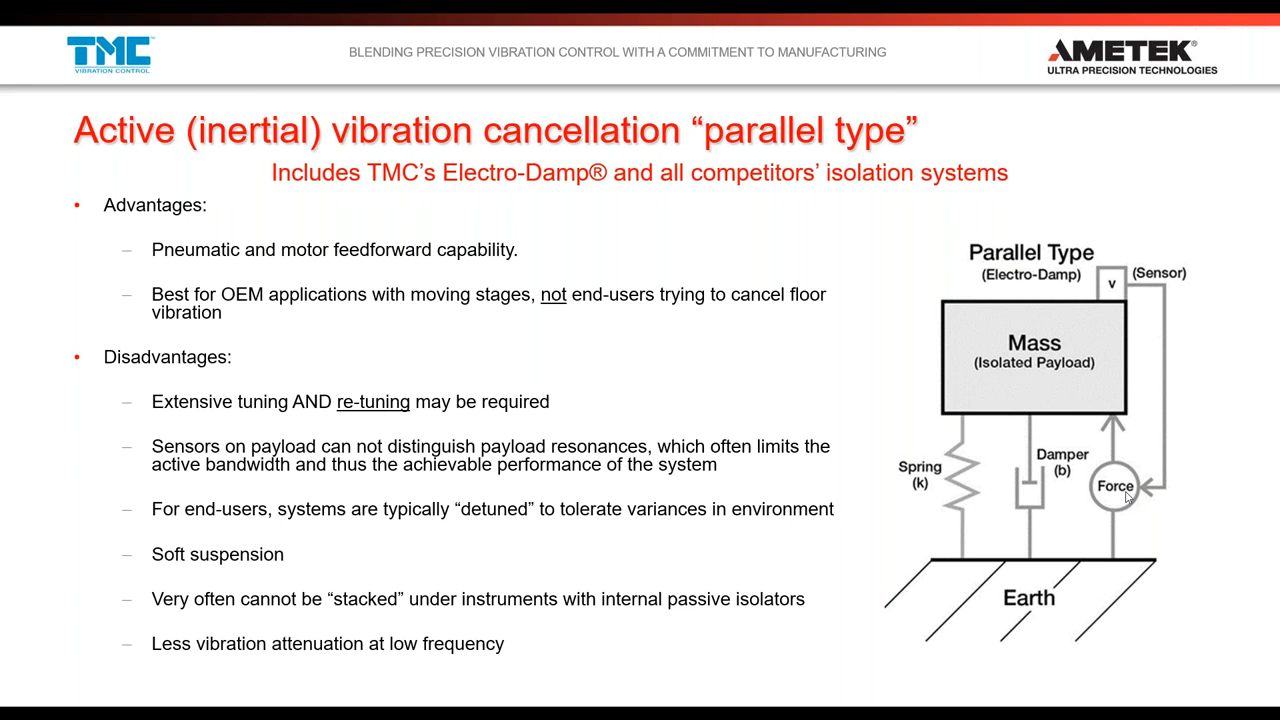 TMC
VIBRATION CONTROL
BLENDING PRECISION VIBRATION CONTROL WITH A COMMITMENT TO MANUFACTURING
AMETEK®
ULTRA PRECISION TECHNOLOGIES
Active (inertial) vibration cancellation “parallel type”
Includes TMC’s Electro-Damp® and all competitors’ isolation systems
• Advantages:
– Pneumatic and motor feedforward capability.
– Best for OEM applications with moving stages, not end-users trying to cancel floor
vibration
• Disadvantages:
– Extensive tuning AND re-tuning may be required
– Sensors on payload can not distinguish payload resonances, which often limits the
active bandwidth and thus the achievable performance of the system
– For end-users, systems are typically “detuned” to tolerate variances in environment
– Soft suspension
– Very often cannot be “stacked” under instruments with internal passive isolators
– Less vibration attenuation at low frequency
Parallel Type
(Electro-Damp)
(Sensor)
v
Mass
(Isolated Payload)
Spring
(k)
Damper
(b)
Force
Earth